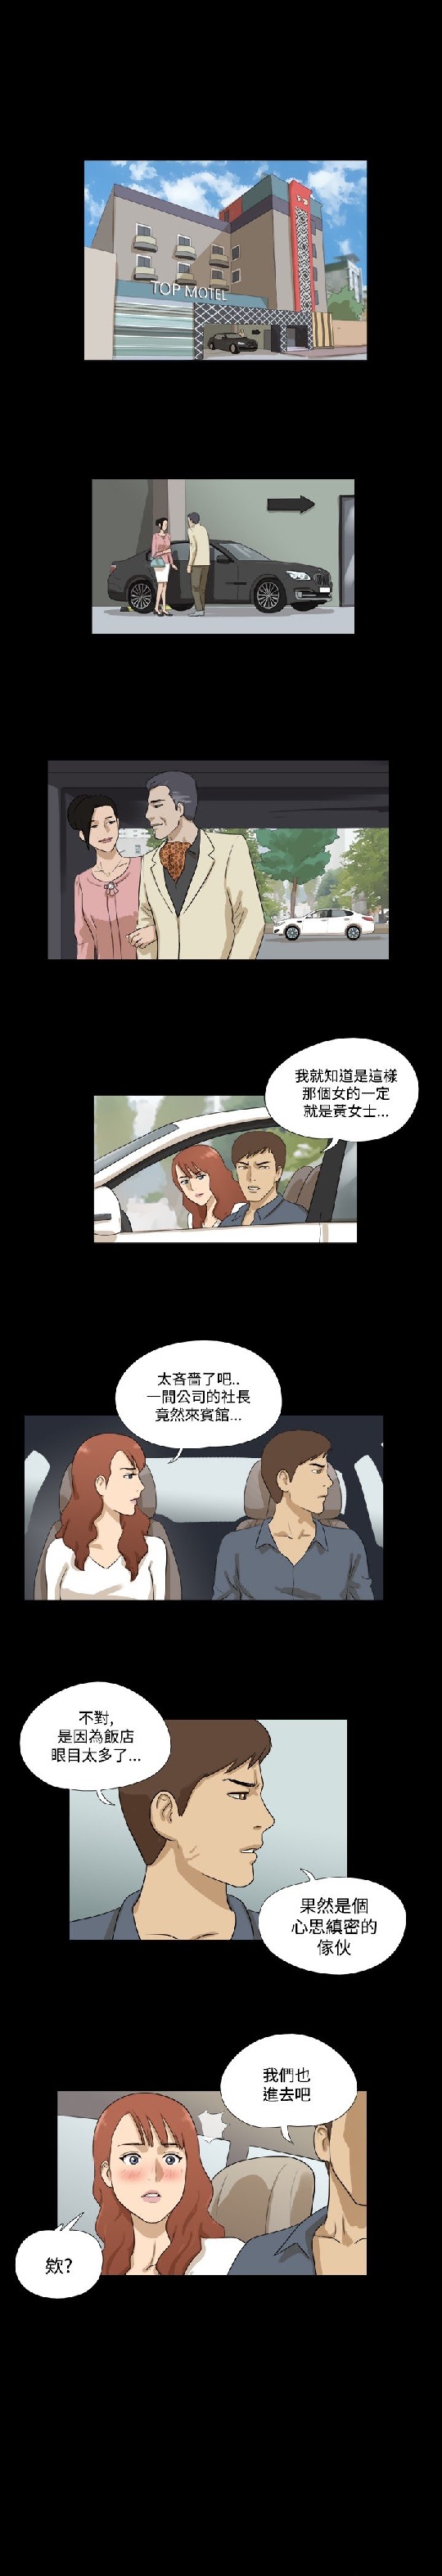 TOP MOTEL
我就知道是這樣
那個女的一定
就是黃女士...
太吝嗇了吧..
一間公司的社長
竟然來賓館...
不對,
是因為飯店
眼目太多了...
果然是個
心思縝密的
傢伙
我們也
進去吧
欸?